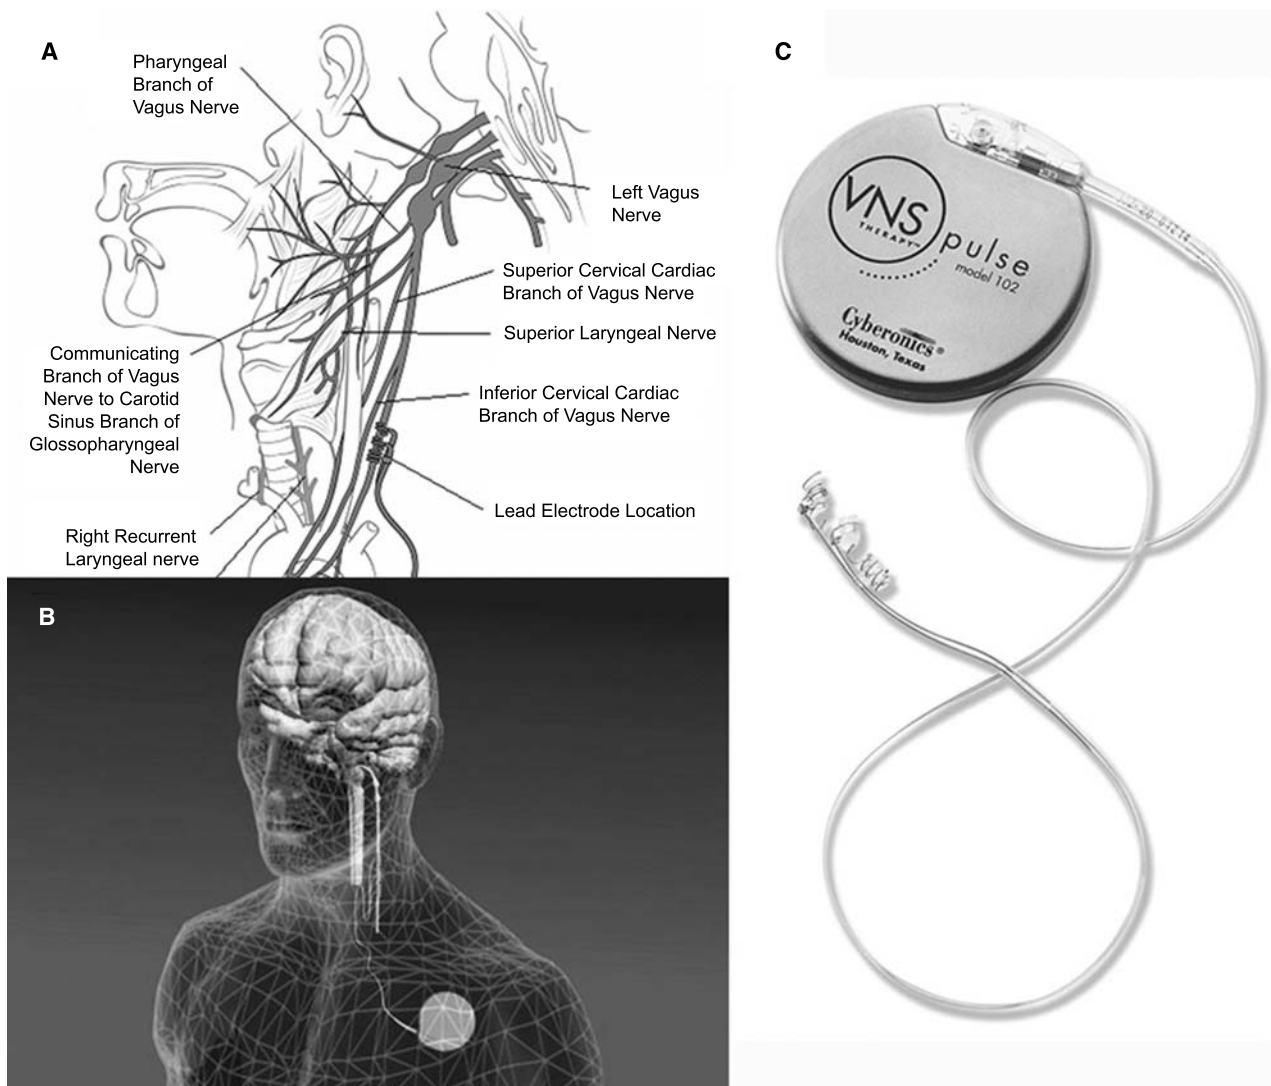 A
Pharyngeal
Branch of
Vagus Nerve
Left Vagus
Nerve
Superior Cervical Cardiac
Branch of Vagus Nerve
Superior Laryngeal Nerve
Communicating
Branch of Vagus
Nerve to Carotid
Sinus Branch of
Glossopharyngeal
Nerve
Inferior Cervical Cardiac
Branch of Vagus Nerve
Lead Electrode Location
Right Recurrent
Laryngeal nerve
B
C
VNS
THERAPY™
pulse
model 102
Cyberonics®
Houston, Texas